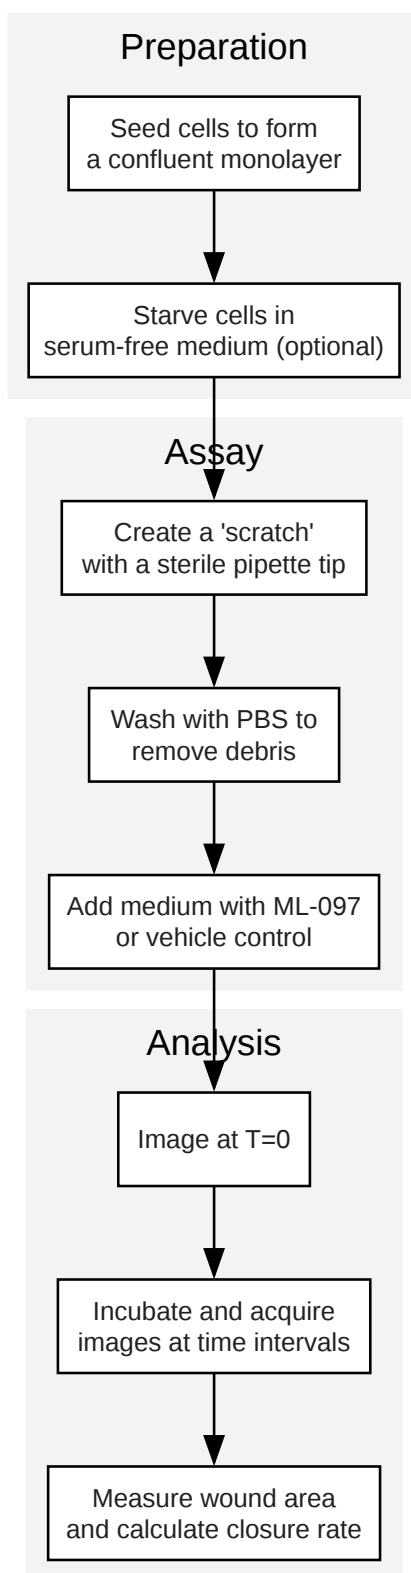 Preparation
Seed cells to form
a confluent monolayer
Starve cells in
serum-free medium (optional)
Assay
Create a 'scratch'
with a sterile pipette tip
Wash with PBS to
remove debris
Add medium with ML-097
or vehicle control
Analysis
Image at T=0
Incubate and acquire
images at time intervals
Measure wound area
and calculate closure rate